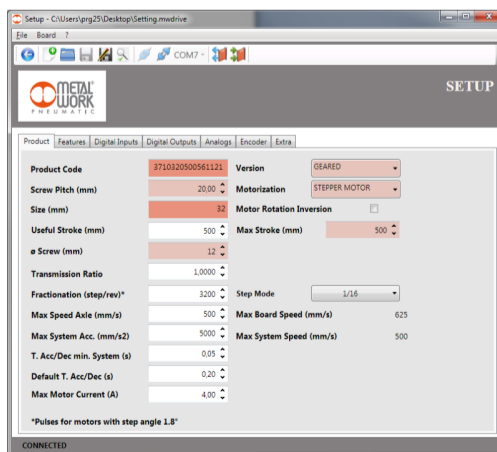 Setup - C:\Users\prg25\Desktop\Setting.mwdrive
File Board ?
COM7
METAL WORK
PNEUMATIC
SETUP
Product Features Digital Inputs Digital Outputs Analogs Encoder Extra
Product Code 3710320500561121 Version GEARED
Screw Pitch (mm) 20,00 Motorization STEPPER MOTOR
Size (mm) 32 Motor Rotation Inversion
Useful Stroke (mm) 500 Max Stroke (mm) 500
ø Screw (mm) 12
Transmission Ratio 1,0000
Fractionation (step/rev)* 3200 Step Mode 1/16
Max Speed Axle (mm/s) 500 Max Board Speed (mm/s) 625
Max System Acc. (mm/s2) 5000 Max System Speed (mm/s) 500
T. Acc/Dec min. System (s) 0,05
Default T. Acc/Dec (s) 0,20
Max Motor Current (A) 4,00
*Pulses for motors with step angle 1.8°
CONNECTED